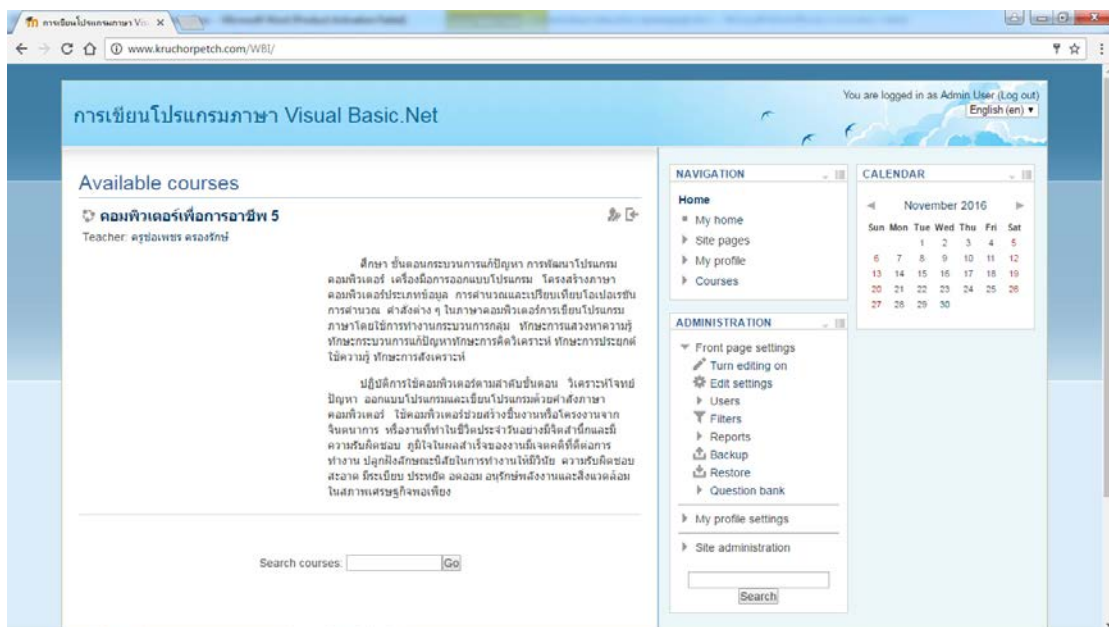 การเขียนโปรแกรมภาษา Vis
www.kruchorpetch.com/WBI/
You are logged in as Admin User (Log out)
English (en)
การเขียนโปรแกรมภาษา Visual Basic.Net
Available courses
คอมพิวเตอร์เพื่อการอาชีพ 5
Teacher: ครูช่อเพชร ครองรักษ์
ศึกษา ขั้นตอนกระบวนการแก้ปัญหา การพัฒนาโปรแกรม
คอมพิวเตอร์ เครื่องมือการออกแบบโปรแกรม โครงสร้างภาษา
คอมพิวเตอร์ประเภทข้อมูล การคำนวณและเปรียบเทียบโอเปอเรชัน
การคำนวณ คำสั่งต่าง ๆ ในภาษาคอมพิวเตอร์การเขียนโปรแกรม
ภาษาโดยใช้การทำงานกระบวนการกลุ่ม ทักษะการแสวงหาความรู้
ทักษะกระบวนการแก้ปัญหาทักษะการคิดวิเคราะห์ ทักษะการประยุกต์
ใช้ความรู้ ทักษะการสังเคราะห์
ปฏิบัติการใช้คอมพิวเตอร์ตามลำดับขั้นตอน วิเคราะห์โจทย์
ปัญหา ออกแบบโปรแกรมและเขียนโปรแกรมด้วยคำสั่งภาษา
คอมพิวเตอร์ ใช้คอมพิวเตอร์ช่วยสร้างชิ้นงานหรือโครงงานจาก
จินตนาการ หรืองานที่ทำในชีวิตประจำวันอย่างมีจิตสำนึกและมี
ความรับผิดชอบ ภูมิใจในผลสำเร็จของงานมีเจตคติที่ดีต่อการ
ทำงาน ปลูกฝังลักษณะนิสัยในการทำงานให้มีวินัย ความรับผิดชอบ
สะอาด มีระเบียบ ประหยัด อดออม อนุรักษ์พลังงานและสิ่งแวดล้อม
ในสภาพเศรษฐกิจพอเพียง
Search courses:
Go
NAVIGATION
Home
My home
Site pages
My profile
Courses
ADMINISTRATION
Front page settings
Turn editing on
Edit settings
Users
Filters
Reports
Backup
Restore
Question bank
My profile settings
Site administration
Search
CALENDAR
November 2016
Sun Mon Tue Wed Thu Fri Sat
1 2 3 4 5
6 7 8 9 10 11 12
13 14 15 16 17 18 19
20 21 22 23 24 25 26
27 28 29 30